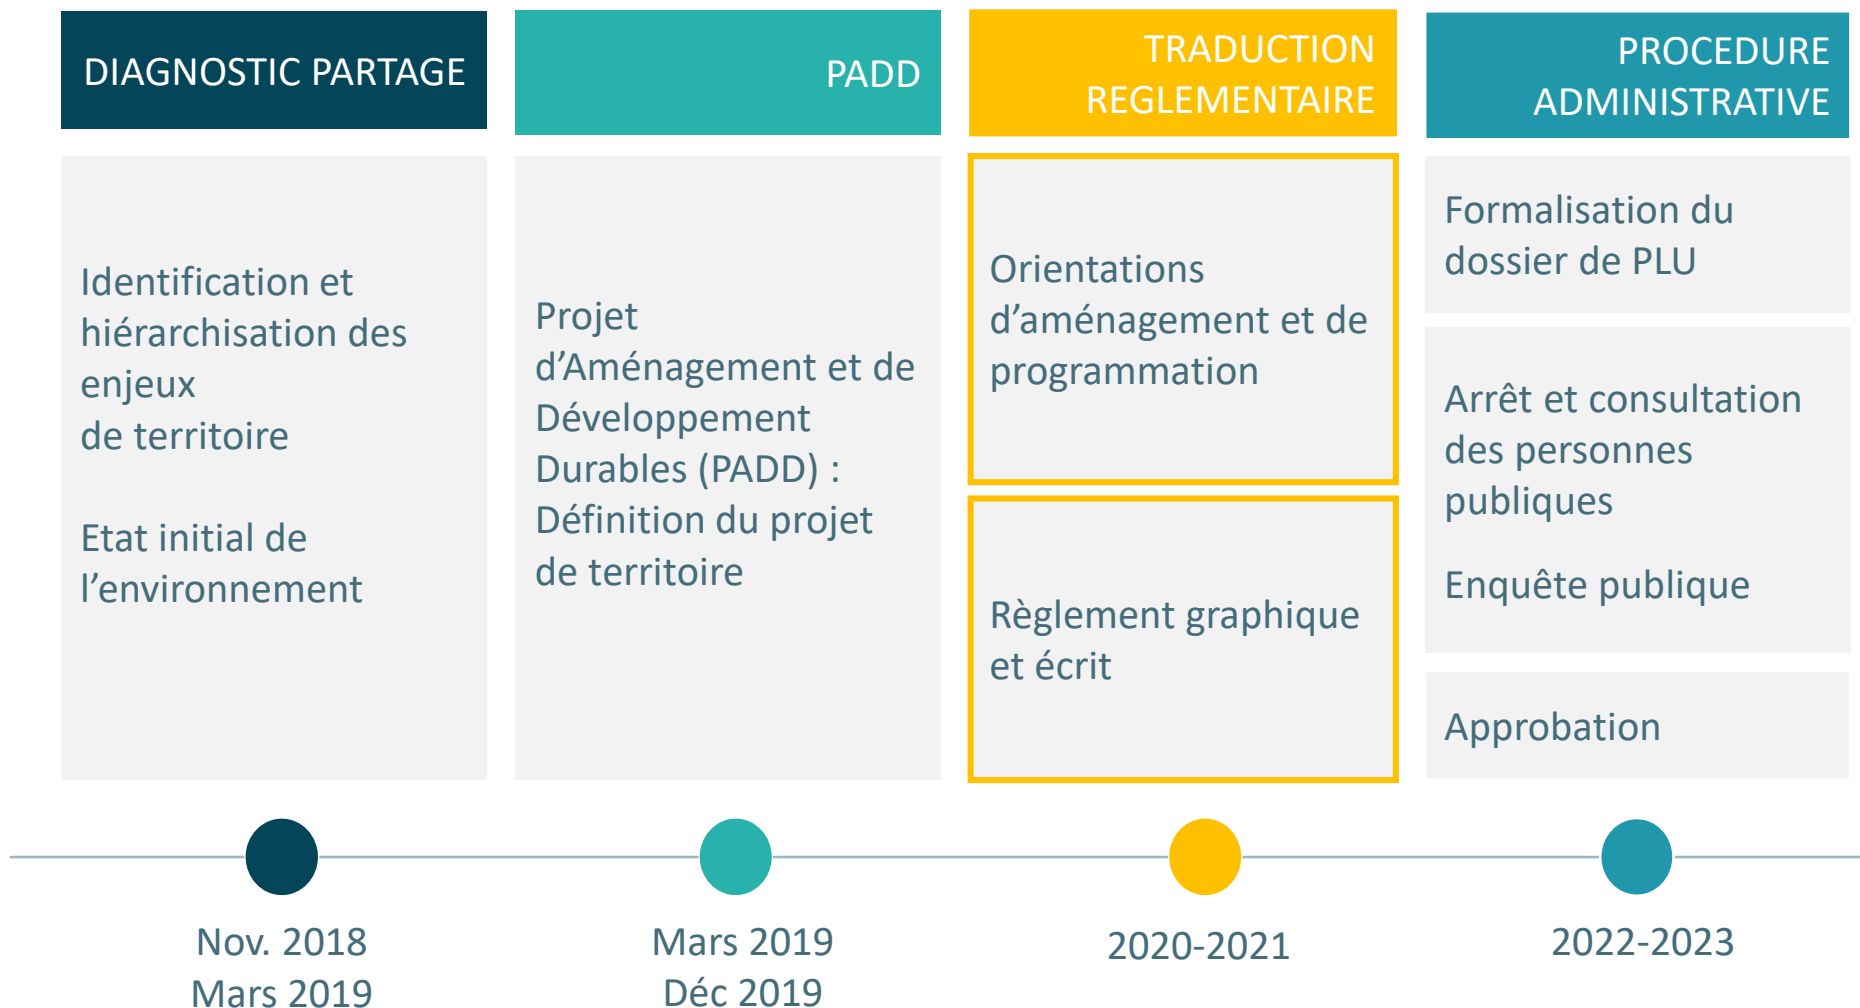 DIAGNOSTIC PARTAGE
Identification et
hiérarchisation des
enjeux
de territoire
Etat initial de
l’environnement
PADD
Projet
d’Aménagement et de
Développement
Durables (PADD) :
Définition du projet
de territoire
TRADUCTION
REGLEMENTAIRE
Orientations
d’aménagement et de
programmation
Règlement graphique
et écrit
PROCEDURE
ADMINISTRATIVE
Formalisation du
dossier de PLU
Arrêt et consultation
des personnes
publiques
Enquête publique
Approbation
Nov. 2018
Mars 2019
Mars 2019
Déc 2019
2020-2021
2022-2023